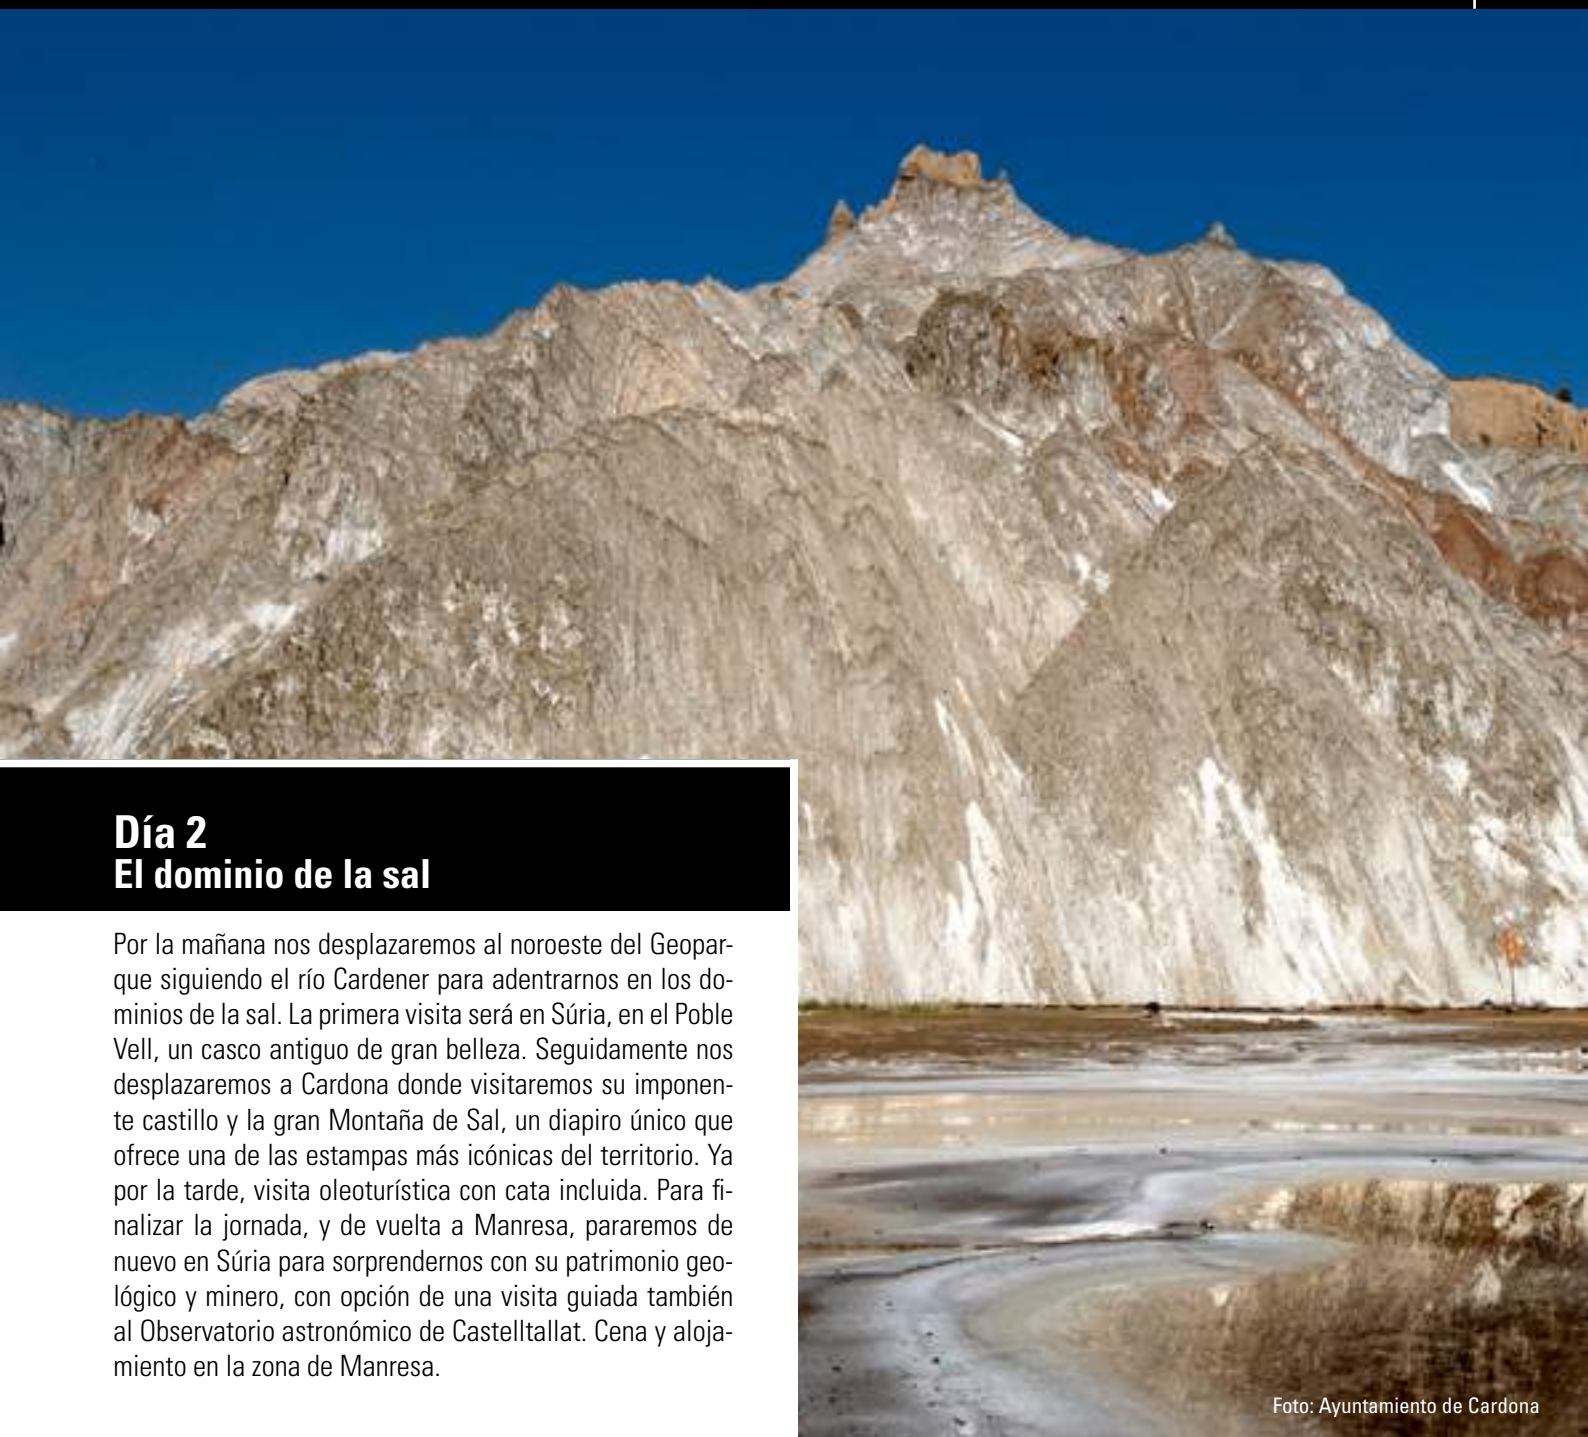 Día 2
El dominio de la sal
Por la mañana nos desplazaremos al noroeste del Geopar-
que siguiendo el río Cardener para adentrarnos en los do-
minios de la sal. La primera visita será en Súria, en el Poble
Vell, un casco antiguo de gran belleza. Seguidamente nos
desplazaremos a Cardona donde visitaremos su imponen-
te castillo y la gran Montaña de Sal, un diapiro único que
ofrece una de las estampas más icónicas del territorio. Ya
por la tarde, visita oleoturística con cata incluida. Para fi-
nalizar la jornada, y de vuelta a Manresa, pararemos de
nuevo en Súria para sorprendernos con su patrimonio geo-
lógico y minero, con opción de una visita guiada también
al Observatorio astronómico de Castelltallat. Cena y aloja-
miento en la zona de Manresa.
Foto: Ayuntamiento de Cardona